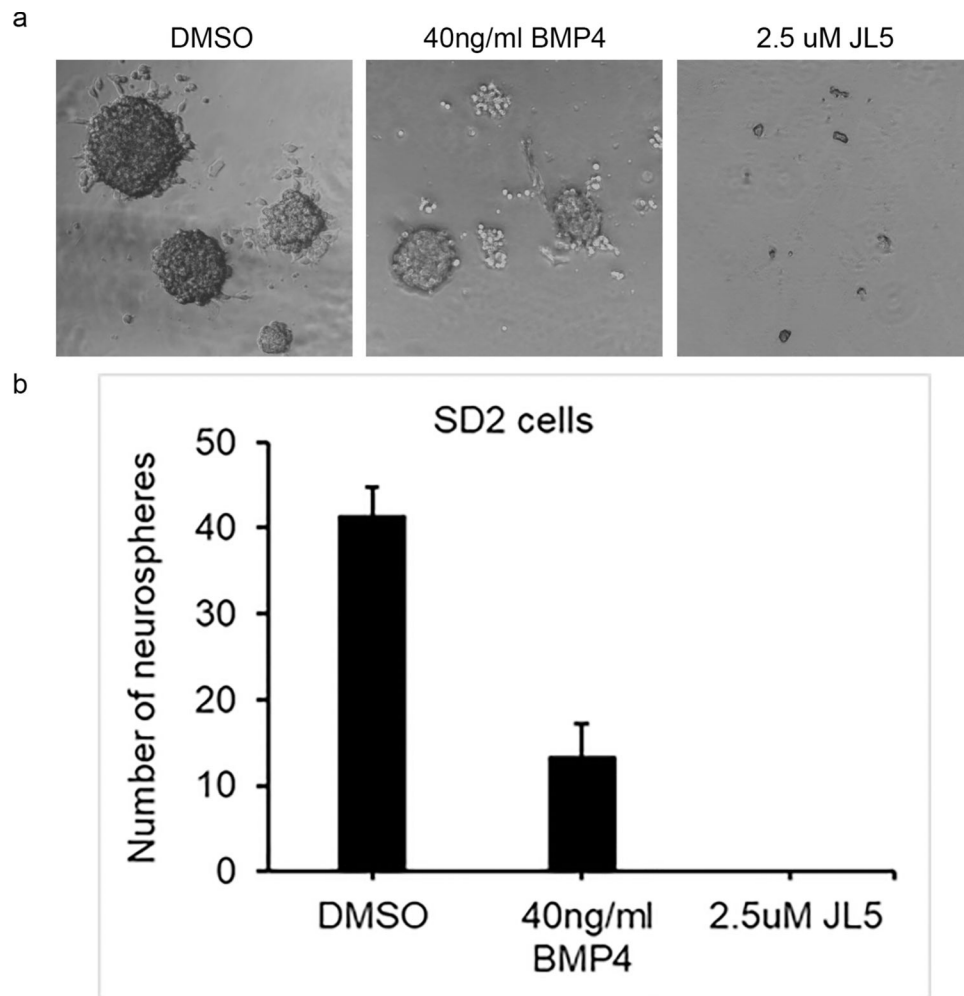 a
DMSO
40ng/ml BMP4
2.5 uM JL5
b
SD2 cells
Number of neurospheres
50
40
30
20
10
0
DMSO
40ng/ml
BMP4
2.5uM JL5